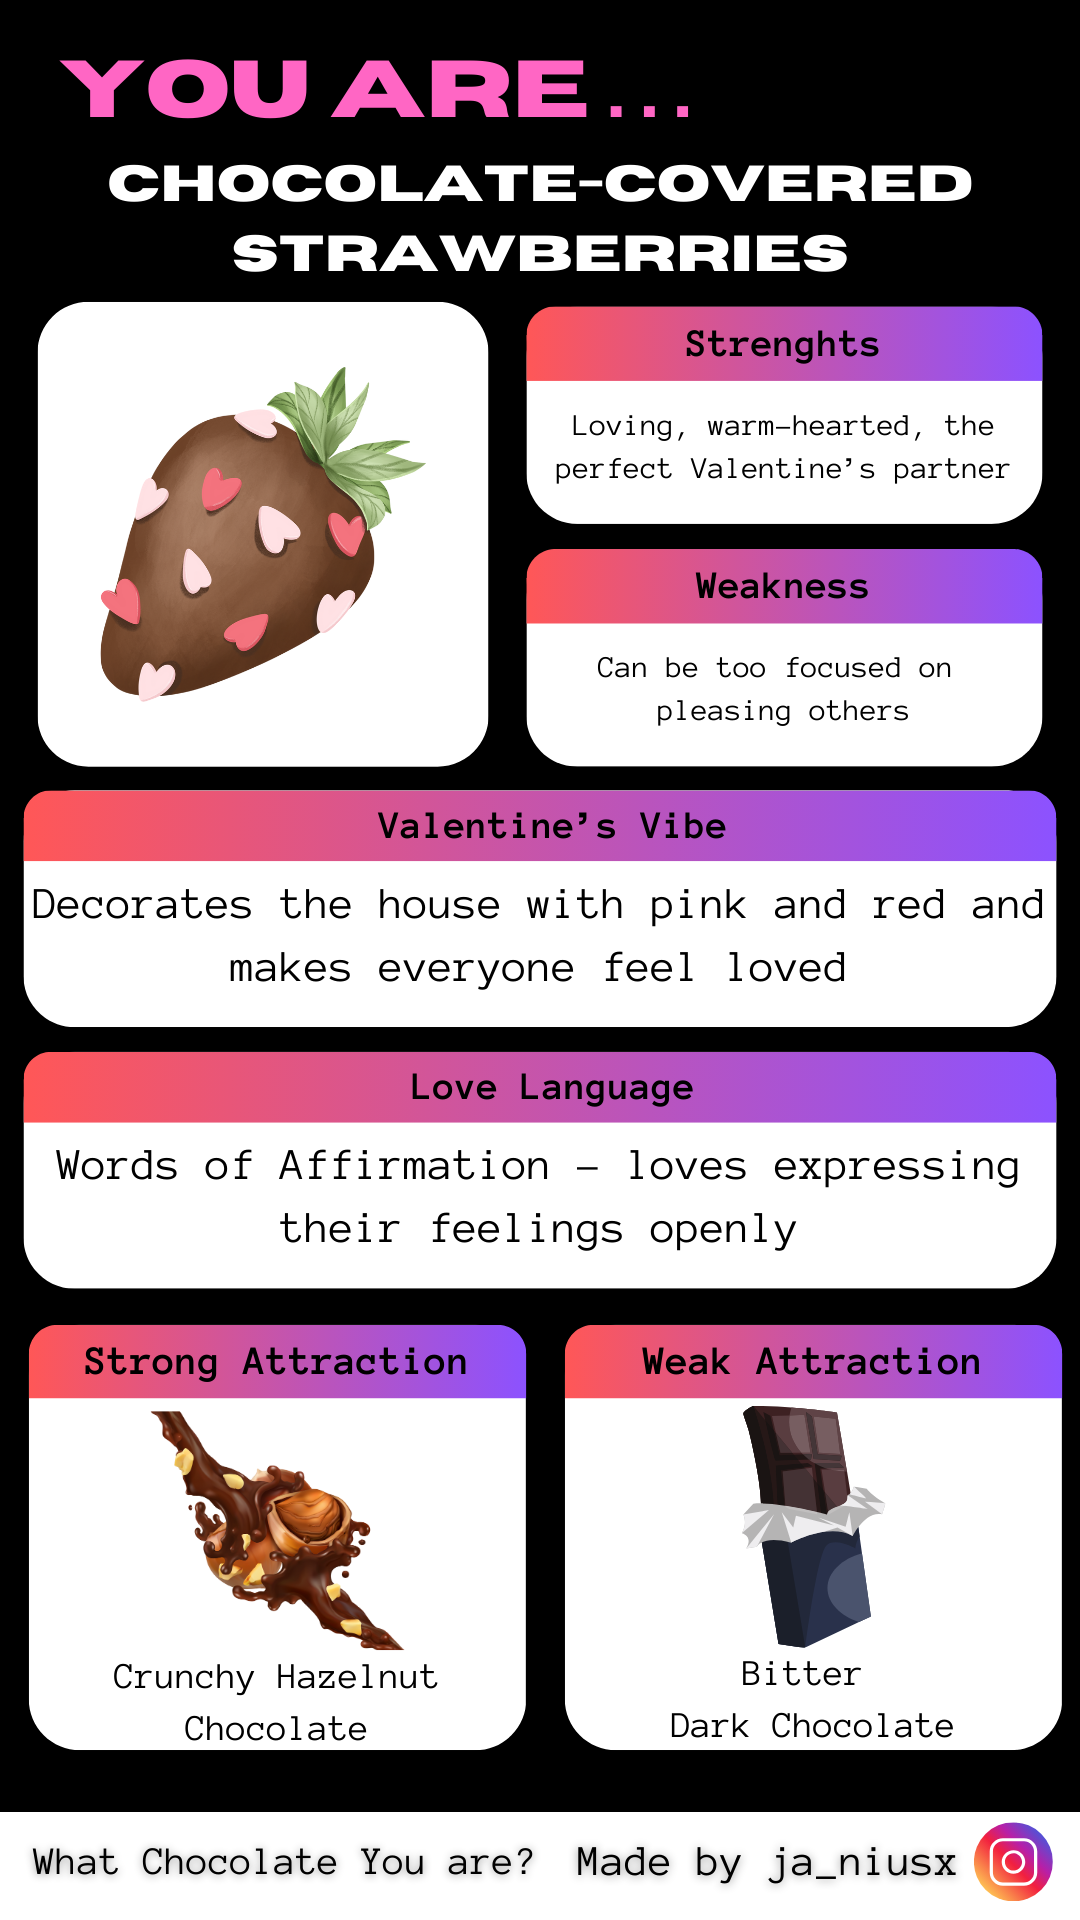 YOU ARE...
CHOCOLATE-COVERED
STRAWBERRIES
Strenghts
Loving, warm-hearted, the
perfect Valentine's partner
Weakness
Can be too focused on
pleasing others
Valentine's Vibe
Decorates the house with pink and red and
makes everyone feel loved
Love Language
Words of Affirmation – loves expressing
their feelings openly
Strong Attraction
Crunchy Hazelnut
Chocolate
Weak Attraction
Bitter
Dark Chocolate
What Chocolate You are? Made by ja_niusx